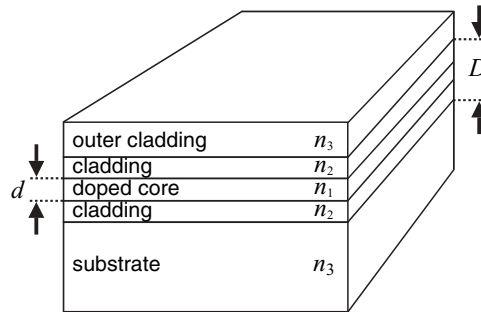 D
outer cladding n3
cladding n2
d doped core n1
cladding n2
substrate n3